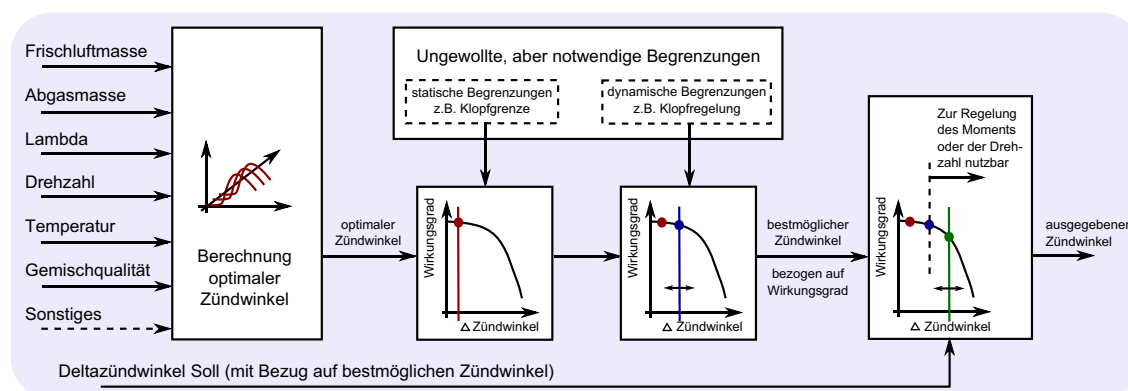 Frischluftmasse
Abgasmasse
Lambda
Drehzahl
Temperatur
Gemischqualität
Sonstiges
Berechnung
optimaler
Zündwinkel
optimaler
Zündwinkel
Ungewollte, aber notwendige Begrenzungen
statische Begrenzungen
z.B. Klopfgrenze
dynamische Begrenzungen
z.B. Klopfregelung
Wirkungsgrad
Δ Zündwinkel
Wirkungsgrad
Δ Zündwinkel
bestmöglicher
Zündwinkel
bezogen auf
Wirkungsgrad
Zur Regelung
des Moments
oder der Dreh-
zahl nutzbar
Wirkungsgrad
Δ Zündwinkel
ausgegebener
Zündwinkel
Deltazündwinkel Soll (mit Bezug auf bestmöglichen Zündwinkel)